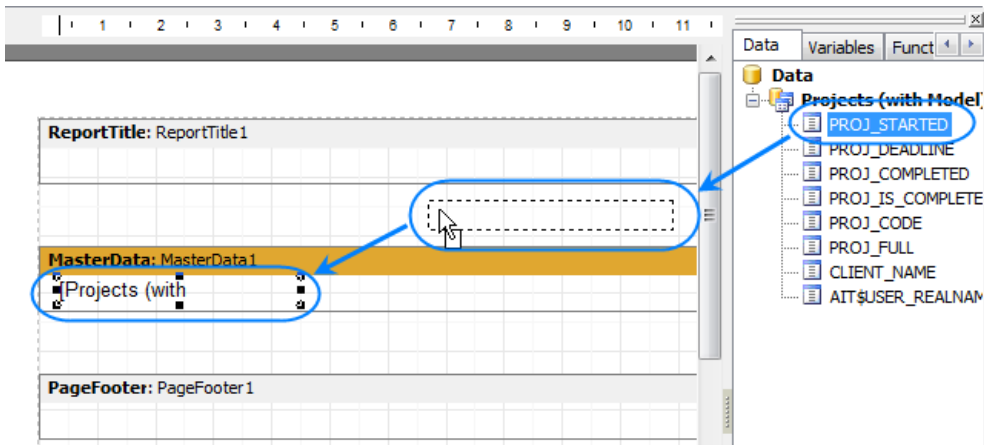 1 2 3 4 5 6 7 8 9 10 11
Data Variables Funct
Data
Projects (with Model)
PROJ_STARTED
PROJ_DEADLINE
PROJ_COMPLETED
PROJ_IS_COMPLETE
PROJ_CODE
PROJ_FULL
CLIENT_NAME
AIT$USER_REALNAM
ReportTitle: ReportTitle1
MasterData: MasterData1
[Projects (with
PageFooter: PageFooter1